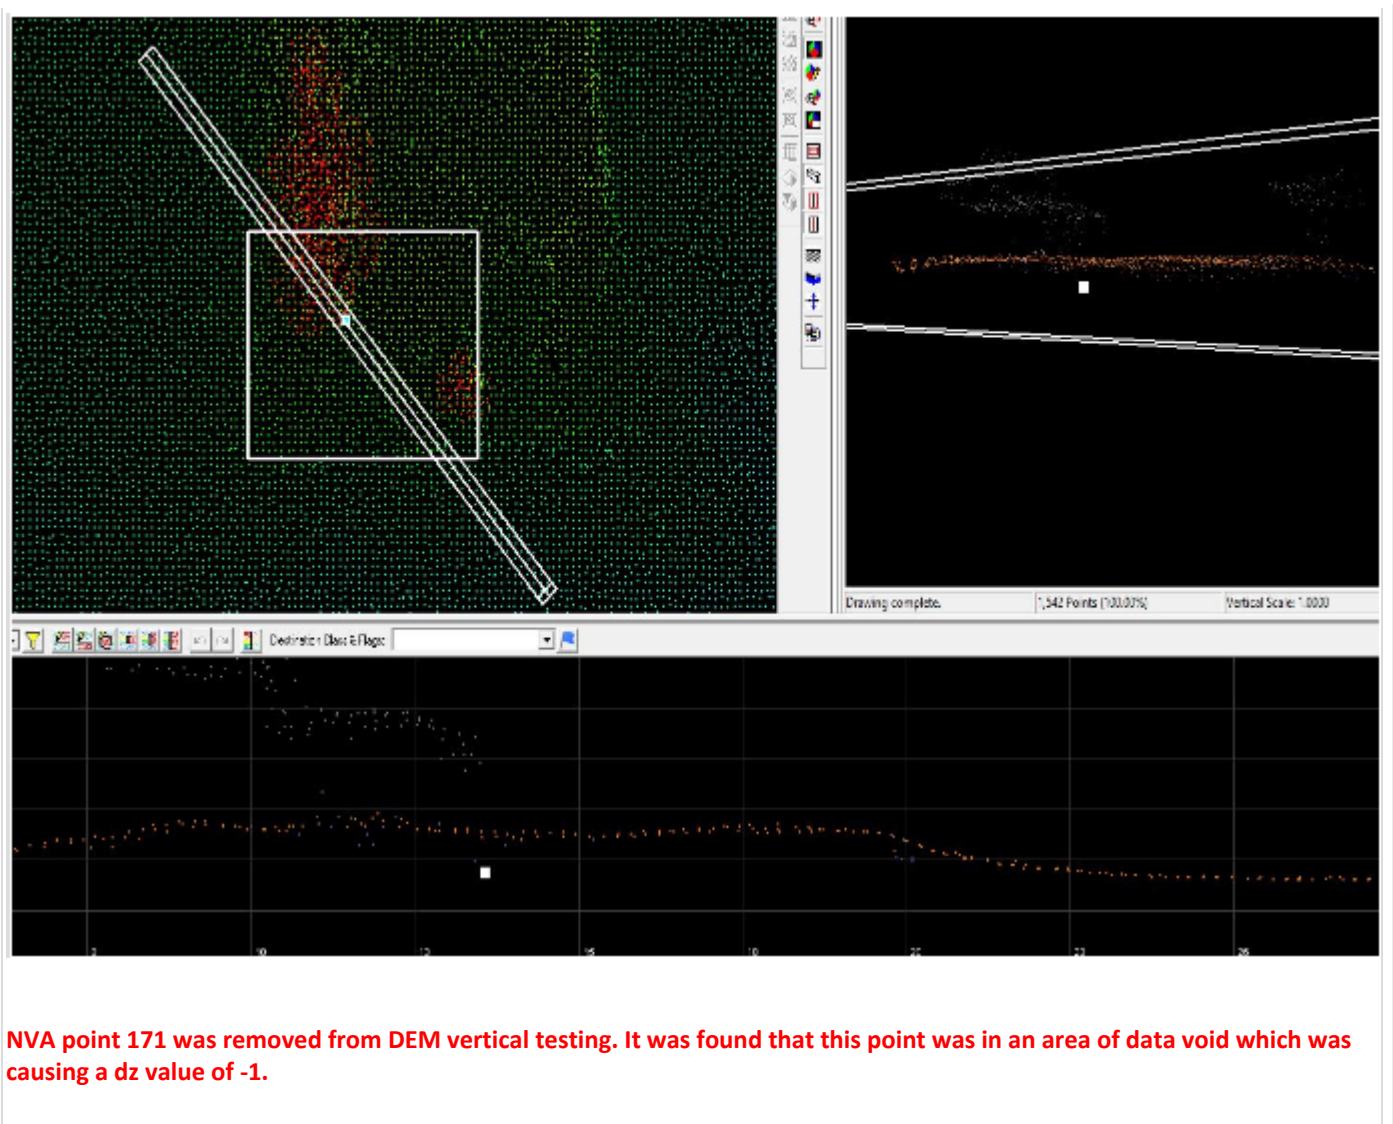 Drawing complete.
1,542 Points (100.00%)
Vertical Scale: 1.0000
Destination Class & Flags:
NVA point 171 was removed from DEM vertical testing. It was found that this point was in an area of data void which was
causing a dz value of -1.